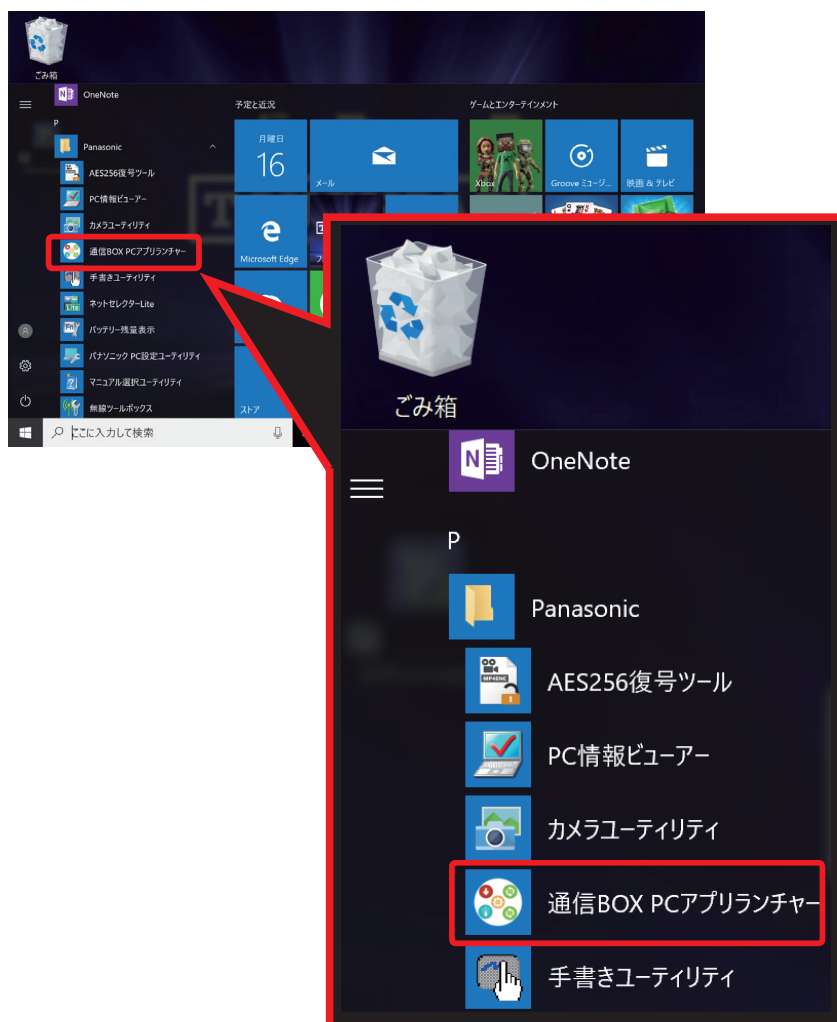 ごみ箱
OneNote
P
Panasonic
AES256復号ツール
PC情報ビューアー
カメラユーティリティ
通信BOX PCアプリランチャー
手書きユーティリティ
ネットセレクターLite
バッテリー残量表示
パナソニック PC設定ユーティリティ
マニュアル選択ユーティリティ
無線ツールボックス
ここに入力して検索
予定と近況
月曜日
16
メール
Microsoft Edge
ストア
ゲームとエンターテインメント
Xbox
Groove ミュージ...
映画 & テレビ
ごみ箱
OneNote
P
Panasonic
AES256復号ツール
PC情報ビューアー
カメラユーティリティ
通信BOX PCアプリランチャー
手書きユーティリティ